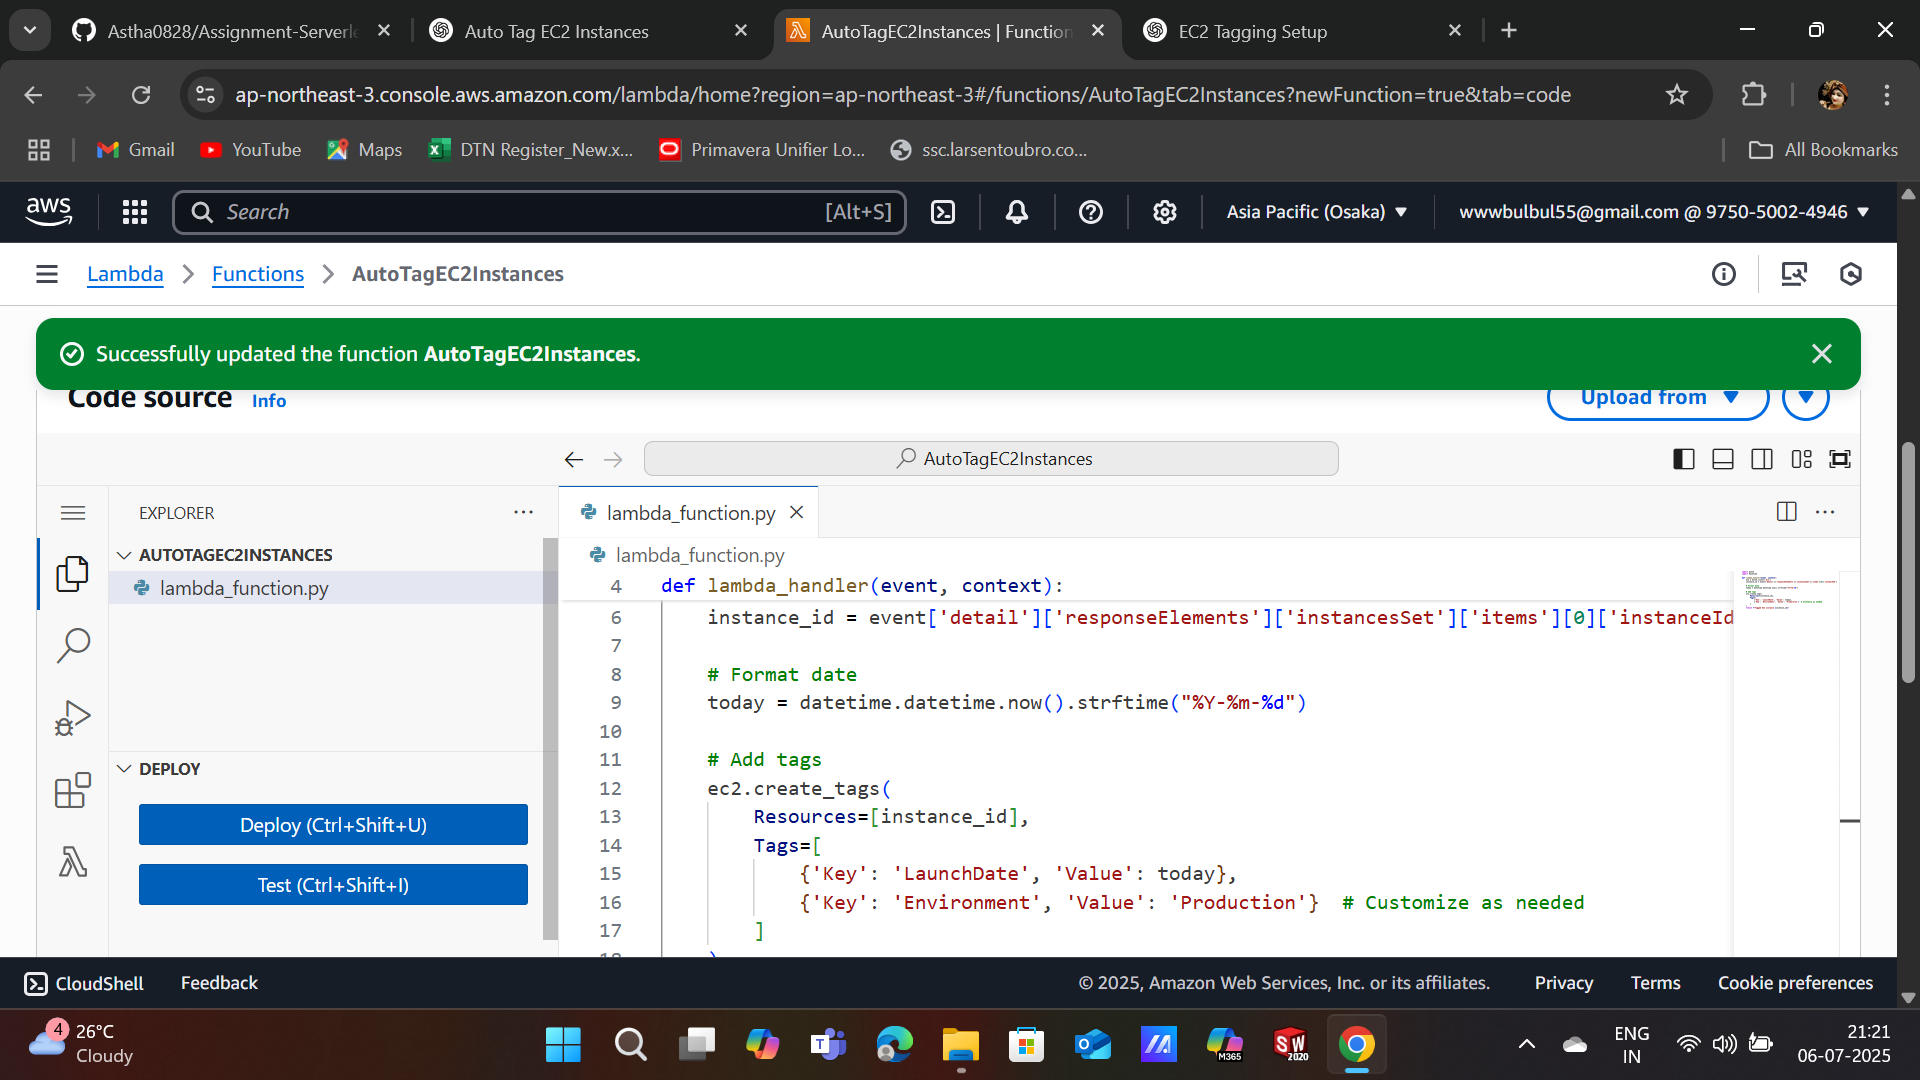 Astha0828/Assignment-Serverle
Auto Tag EC2 Instances
AutoTagEC2Instances | Function
EC2 Tagging Setup
ap-northeast-3.console.aws.amazon.com/lambda/home?region=ap-northeast-3#/functions/AutoTagEC2Instances?newFunction=true&tab=code
Gmail
YouTube
Maps
DTN Register_New.x...
Primavera Unifier Lo...
ssc.larsentoubro.co...
All Bookmarks
aws
Search
[Alt+S]
Asia Pacific (Osaka)
wwwbulbul55@gmail.com @ 9750-5002-4946
Lambda
Functions
AutoTagEC2Instances
Successfully updated the function AutoTagEC2Instances.
Code source Info
Upload from
AutoTagEC2Instances
EXPLORER
AUTOTAGEC2INSTANCES
lambda_function.py
DEPLOY
Deploy (Ctrl+Shift+U)
Test (Ctrl+Shift+I)
lambda_function.py
lambda_function.py
4 def lambda_handler(event, context):
6 instance_id = event['detail']['responseElements']['instancesSet']['items'][0]['instanceId
7
8 # Format date
9 today = datetime.datetime.now().strftime("%Y-%m-%d")
10
11 # Add tags
12 ec2.create_tags(
13 Resources=[instance_id],
14 Tags=[
15 {'Key': 'LaunchDate', 'Value': today},
16 {'Key': 'Environment', 'Value': 'Production'} # Customize as needed
17 ]
CloudShell
Feedback
© 2025, Amazon Web Services, Inc. or its affiliates.
Privacy
Terms
Cookie preferences
4
26°C
Cloudy
M365
SW
2020
ENG
IN
21:21
06-07-2025